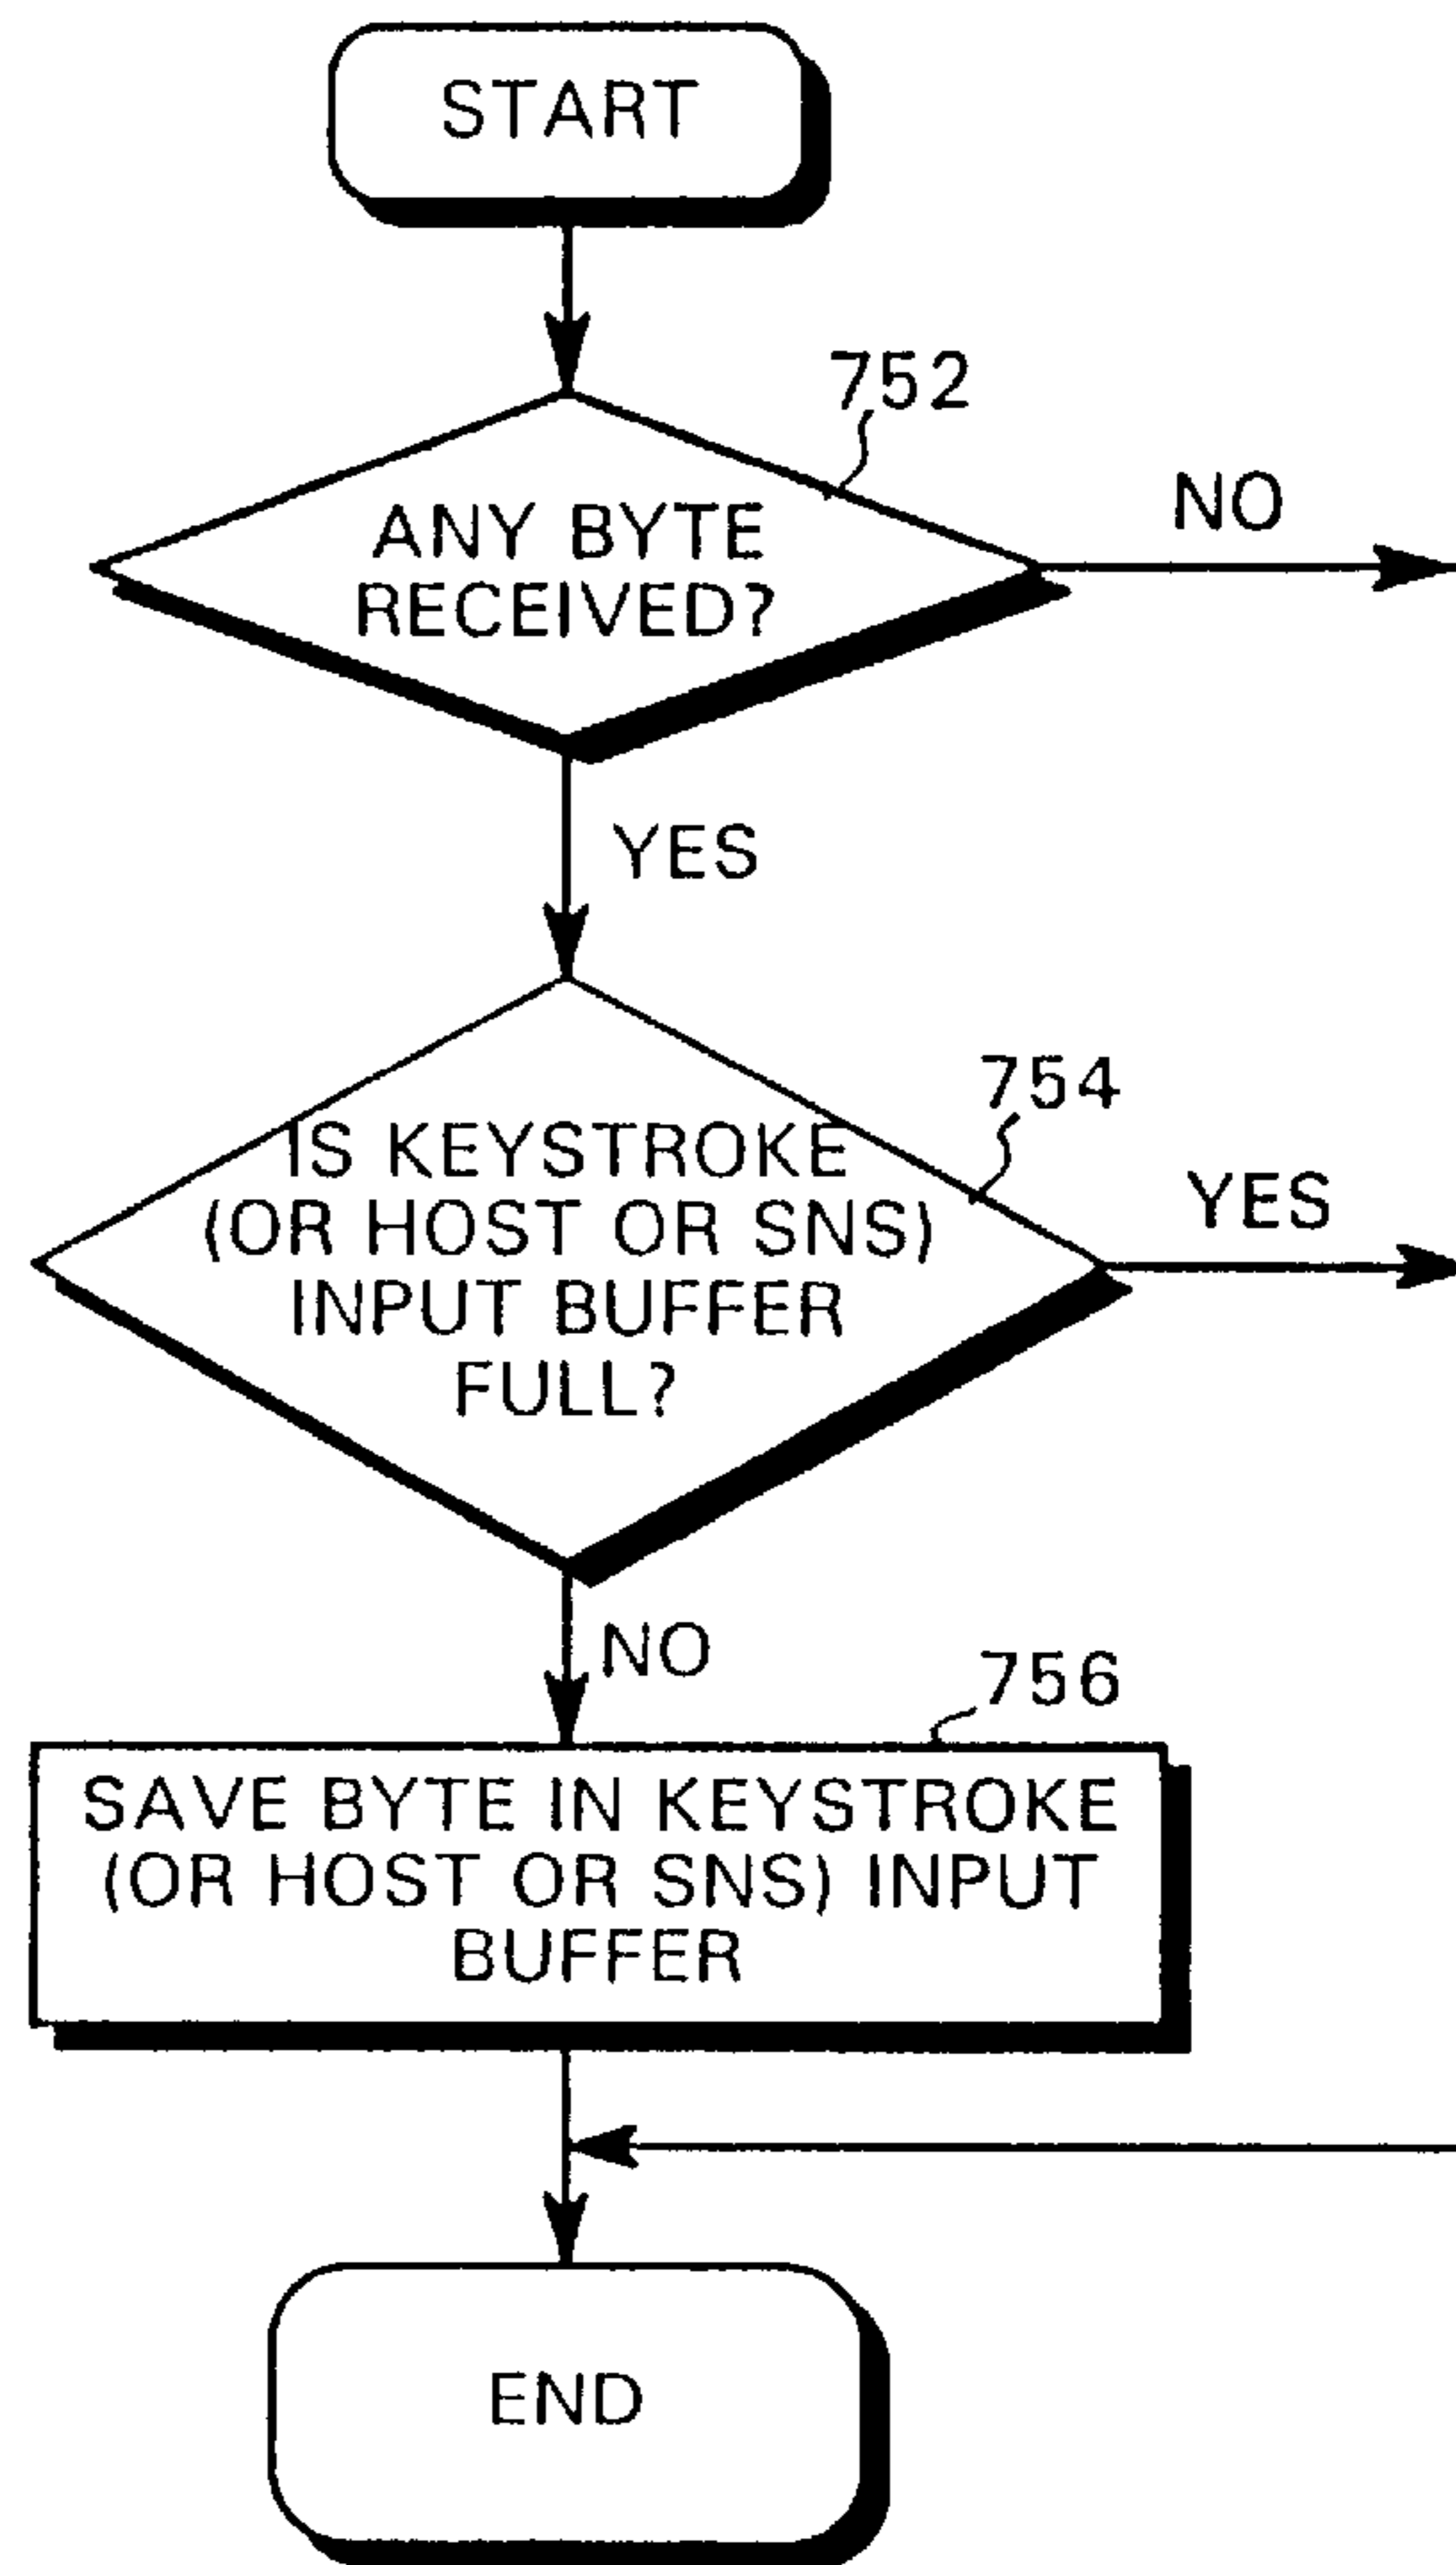 START
752
ANY BYTE
RECEIVED?
NO
YES
754
IS KEYSTROKE
(OR HOST OR SNS)
INPUT BUFFER
FULL?
YES
NO
756
SAVE BYTE IN KEYSTROKE
(OR HOST OR SNS) INPUT
BUFFER
END